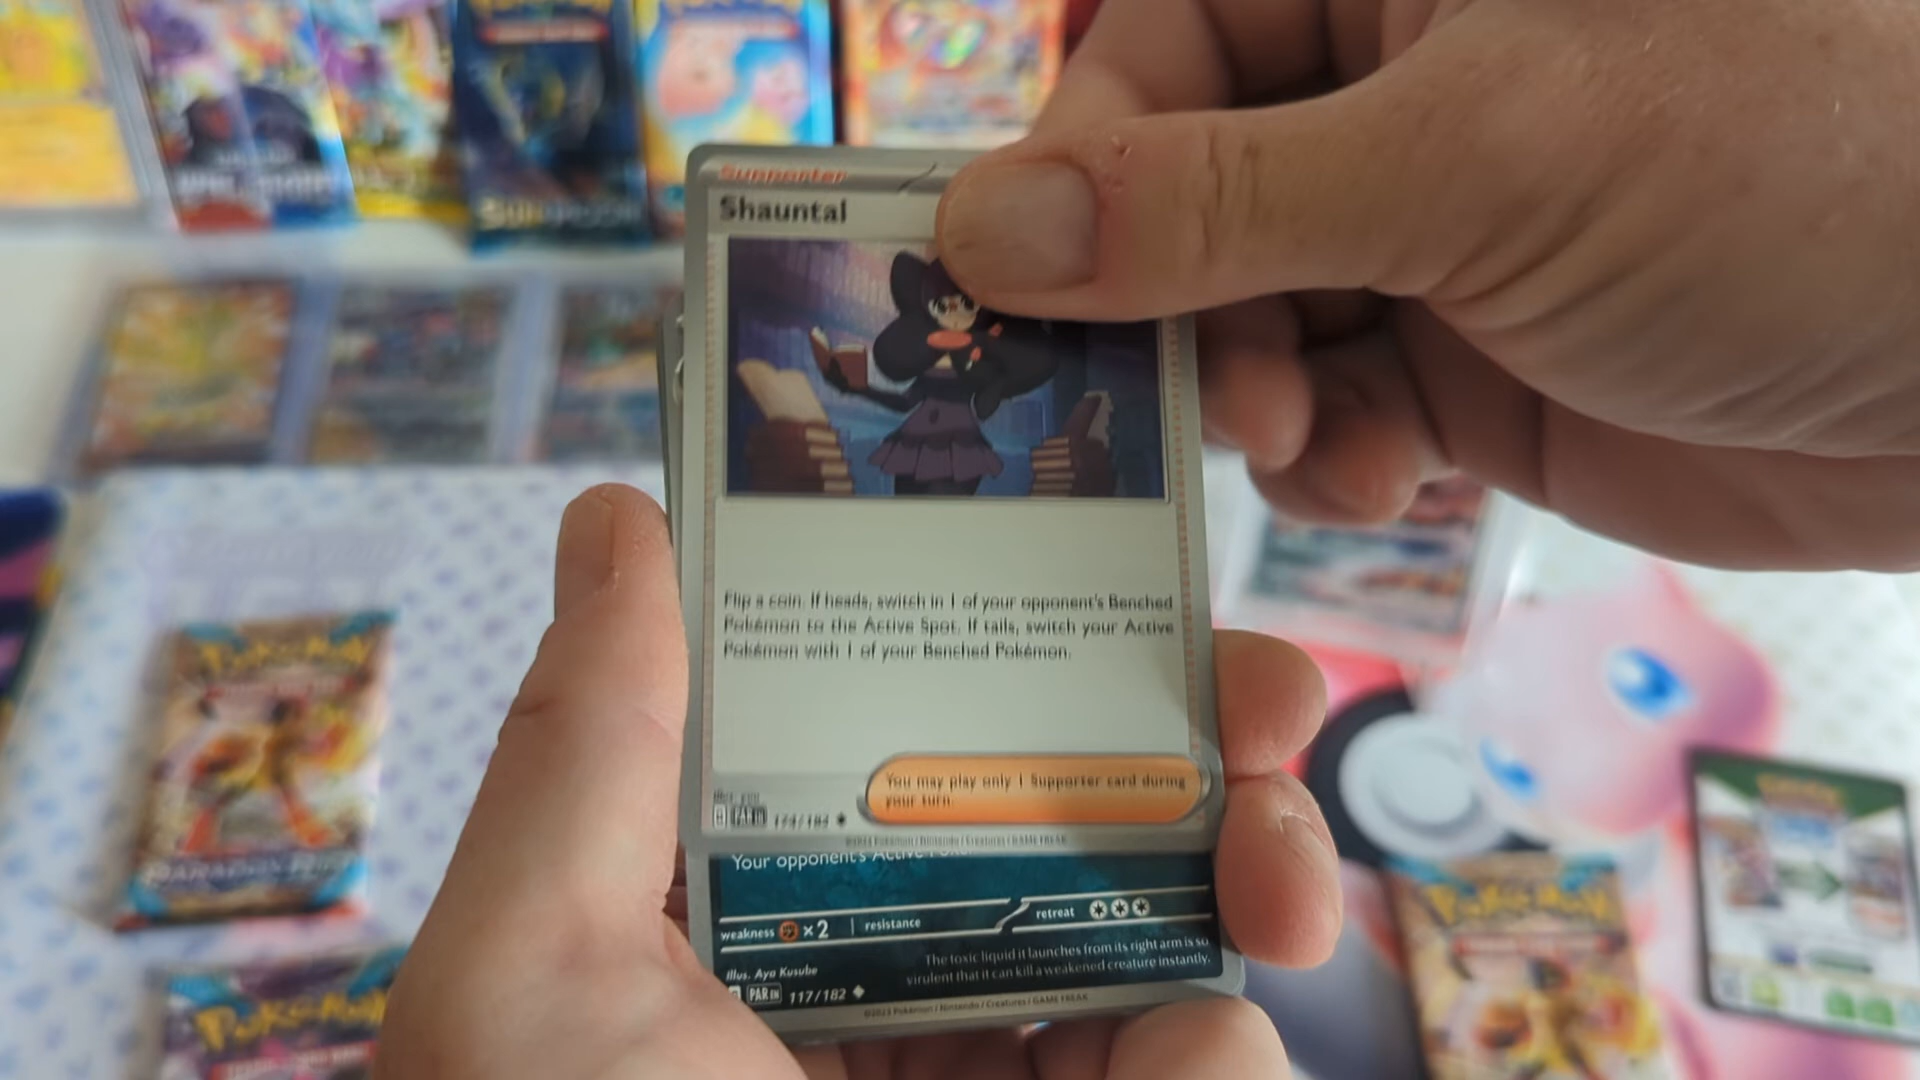 Supporter
Shauntal
Flip a coin. If heads, switch in 1 of your opponent's Benched
Pokémon to the Active Spot. If tails, switch your Active
Pokémon with 1 of your Benched Pokémon.
You may play only 1 Supporter card during
your turn.
PAR EN
©2023 Pokémon / Nintendo / Creatures / GAME FREAK
Your opponent's Active
weakness ×2 resistance retreat
The toxic liquid it launches from its right arm is so
virulent that it can kill a weakened creature instantly.
Illus. Aya Kusube
PAR EN 117/182
©2023 Pokémon / Nintendo / Creatures / GAME FREAK
POKéMON
PARADOX RIFT
POKéMON
POKéMON